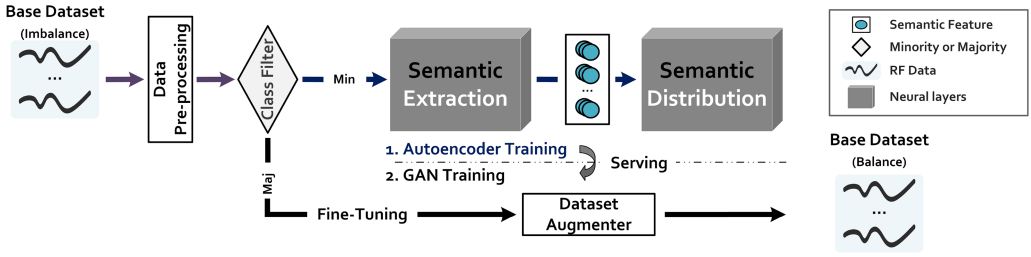 Base Dataset
(Imbalance)
...
Data
Pre-processing
Class Filter
Min
Semantic
Extraction
...
Semantic
Distribution
1. Autoencoder Training
2. GAN Training
Serving
Maj
Fine-Tuning
Dataset
Augmenter
Semantic Feature
Minority or Majority
RF Data
Neural layers
Base Dataset
(Balance)
...